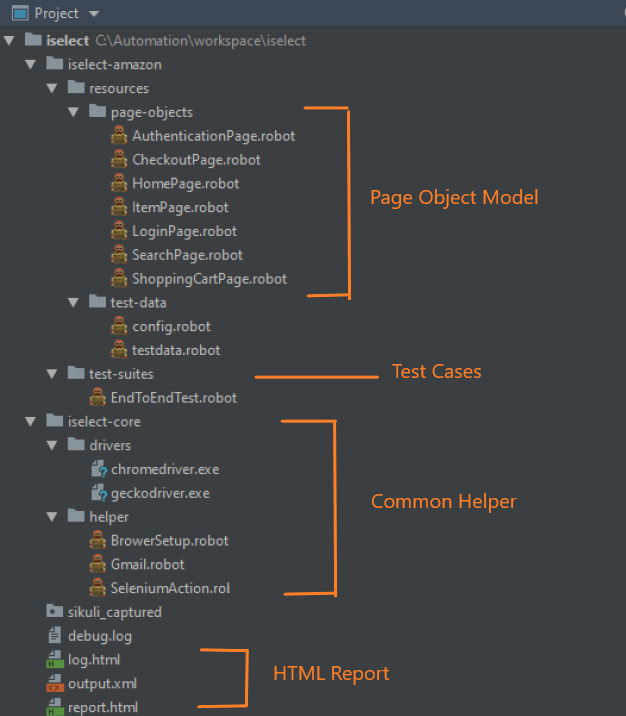 Project
iselect C:\Automation\workspace\iselect
iselect-amazon
resources
page-objects
AuthenticationPage.robot
CheckoutPage.robot
HomePage.robot
ItemPage.robot
Page Object Model
LoginPage.robot
SearchPage.robot
ShoppingCartPage.robot
test-data
config.robot
testdata.robot
test-suites
Test Cases
EndToEndTest.robot
iselect-core
drivers
chromedriver.exe
geckodriver.exe
Common Helper
helper
BrowerSetup.robot
Gmail.robot
SeleniumAction.rob
sikuli_captured
debug.log
log.html
HTML Report
output.xml
report.html